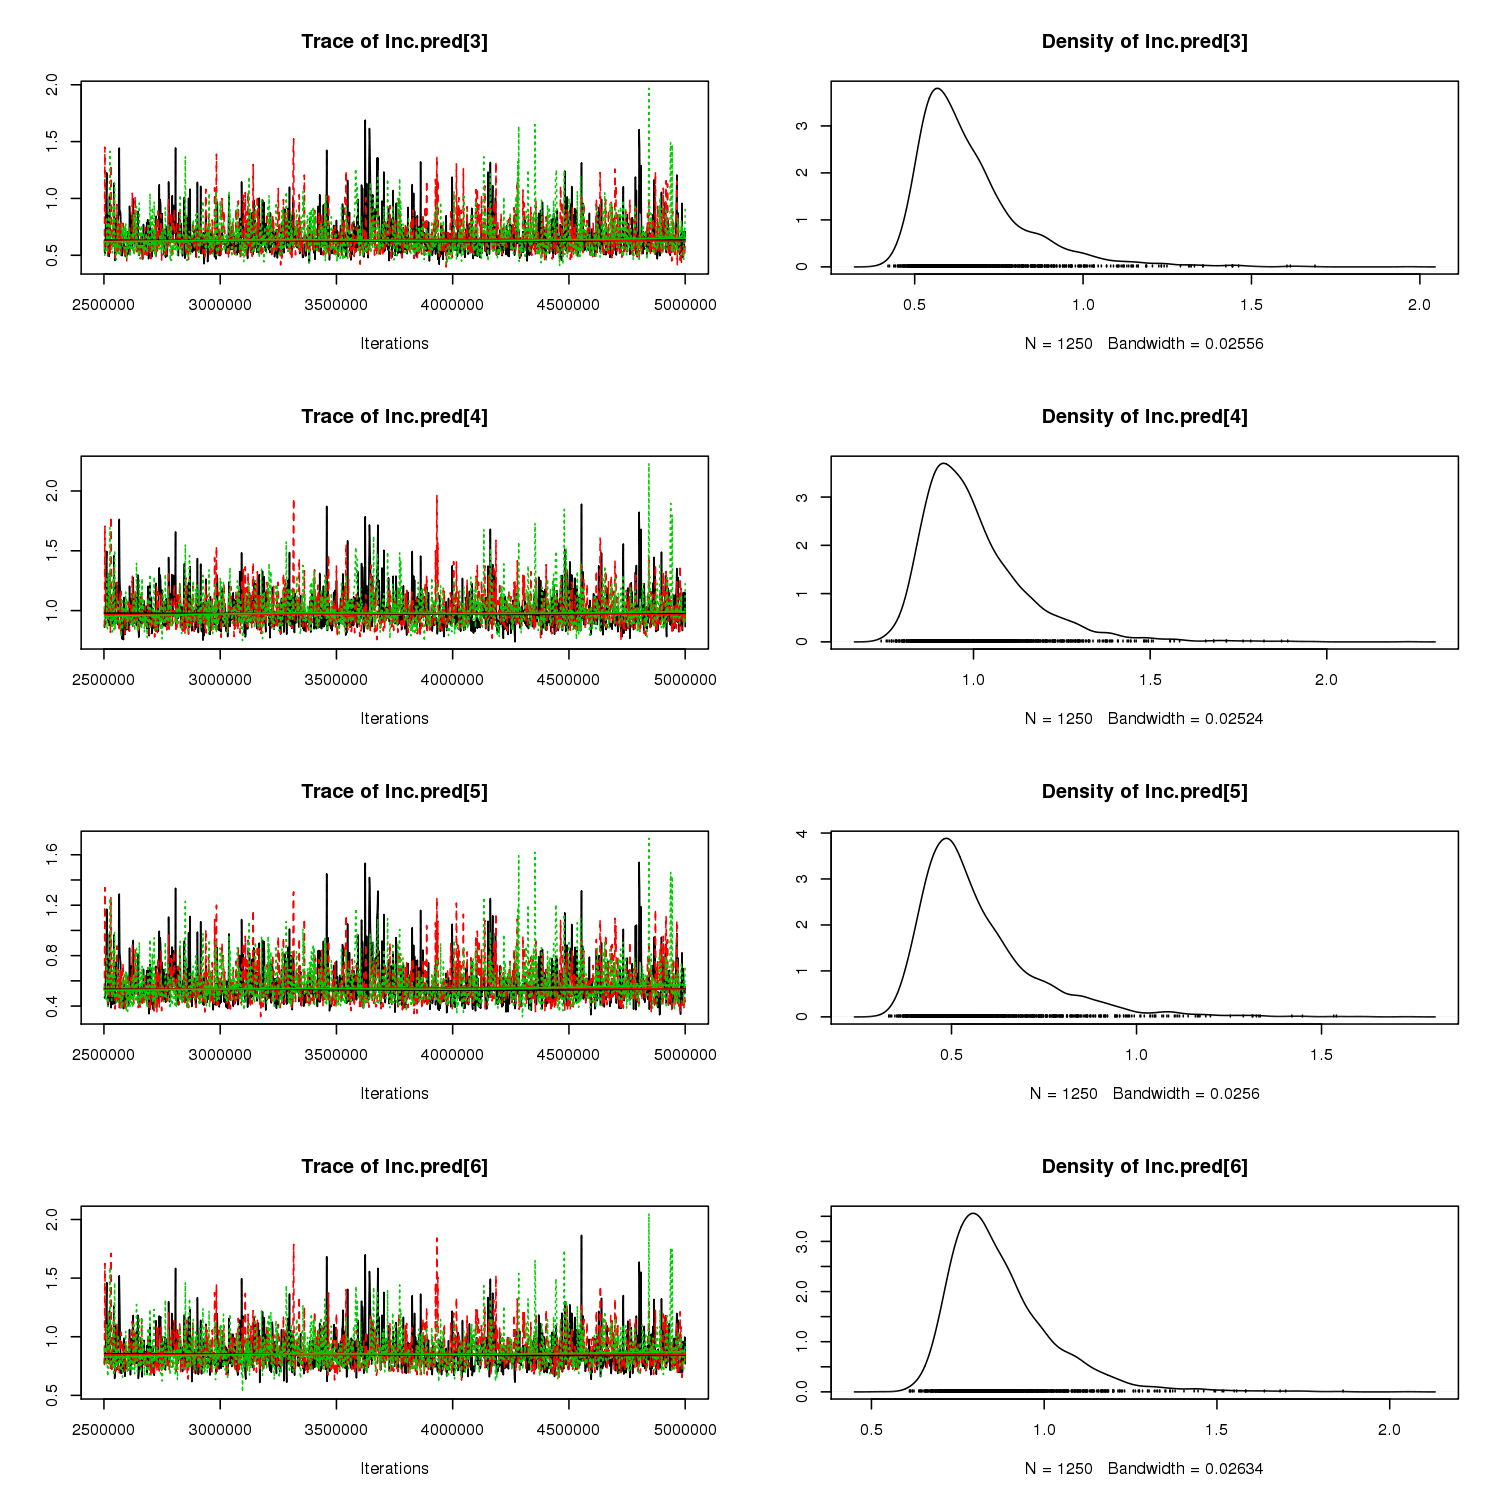 Trace of Inc.pred[3]
2.0
1.5
1.0
0.5
2500000 3000000 3500000 4000000 4500000 5000000
Iterations
Density of Inc.pred[3]
3
2
1
0
0.5 1.0 1.5 2.0
N = 1250 Bandwidth = 0.02556
Trace of Inc.pred[4]
2.0
1.5
1.0
2500000 3000000 3500000 4000000 4500000 5000000
Iterations
Density of Inc.pred[4]
3
2
1
0
1.0 1.5 2.0
N = 1250 Bandwidth = 0.02524
Trace of Inc.pred[5]
1.6
1.2
0.8
0.4
2500000 3000000 3500000 4000000 4500000 5000000
Iterations
Density of Inc.pred[5]
4
3
2
1
0
0.5 1.0 1.5
N = 1250 Bandwidth = 0.0256
Trace of Inc.pred[6]
2.0
1.5
1.0
0.5
2500000 3000000 3500000 4000000 4500000 5000000
Iterations
Density of Inc.pred[6]
3.0
2.0
1.0
0.0
0.5 1.0 1.5 2.0
N = 1250 Bandwidth = 0.02634